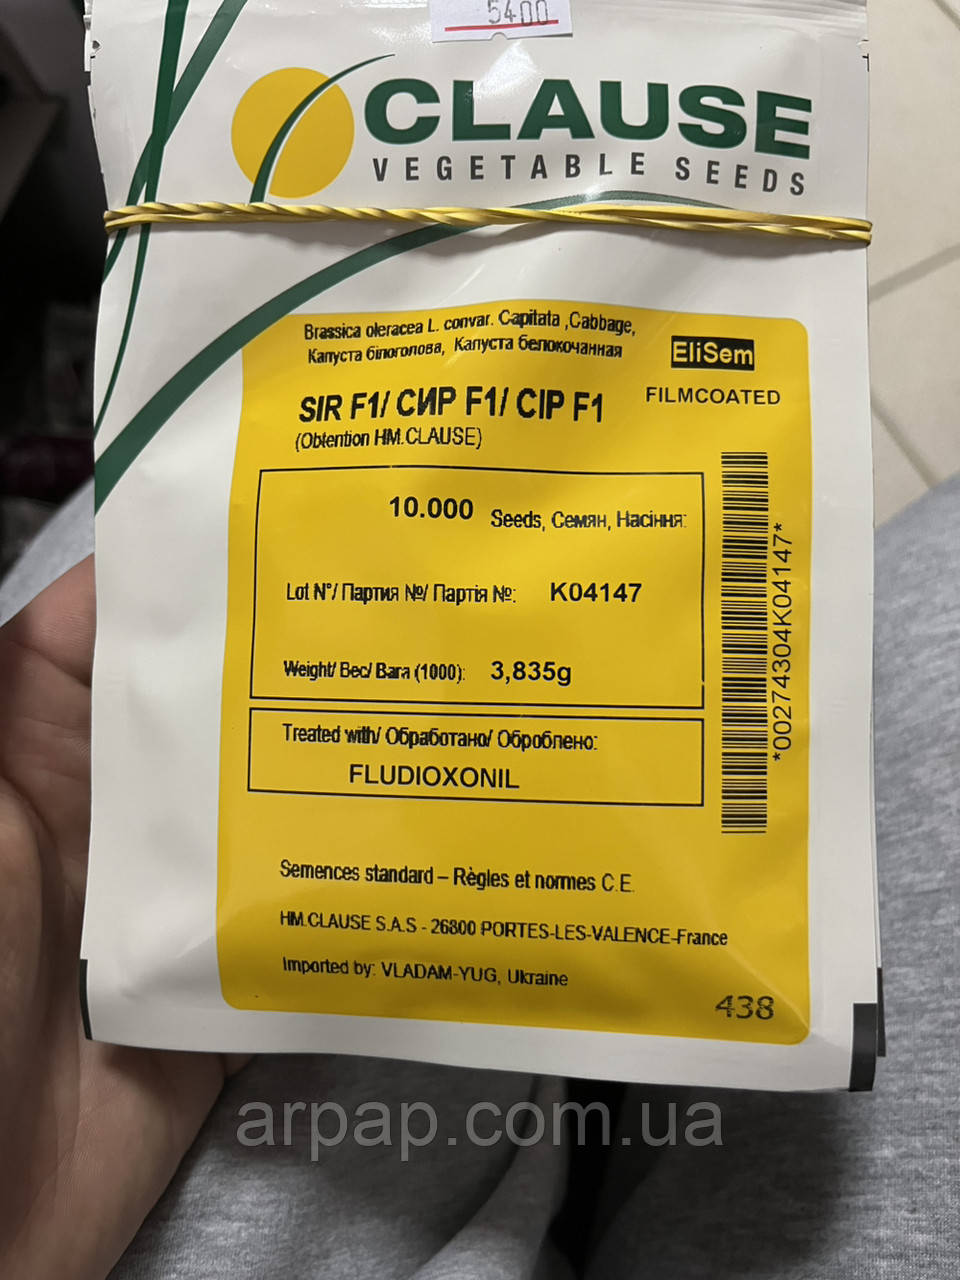 5400
CLAUSE
VEGETABLE SEEDS
Brassica oleracea L. convar. Capitata ,Cabbage,
Капуста білоголова, Капуста белокочанная
EliSem
FILMCOATED
SIR F1/ СИР F1/ СІР F1
(Obtention HM.CLAUSE)
10.000 Seeds, Семян, Насіння:
Lot N°/ Партия №/ Партія №: K04147
Weight/ Вес/ Вага (1000): 3,835g
Treated with/ Обработано/ Оброблено:
FLUDIOXONIL
*00274304K04147*
Semences standard – Règles et normes C.E.
HM.CLAUSE S.A.S - 26800 PORTES-LES-VALENCE-France
Imported by: VLADAM-YUG, Ukraine
438
arpap.com.ua